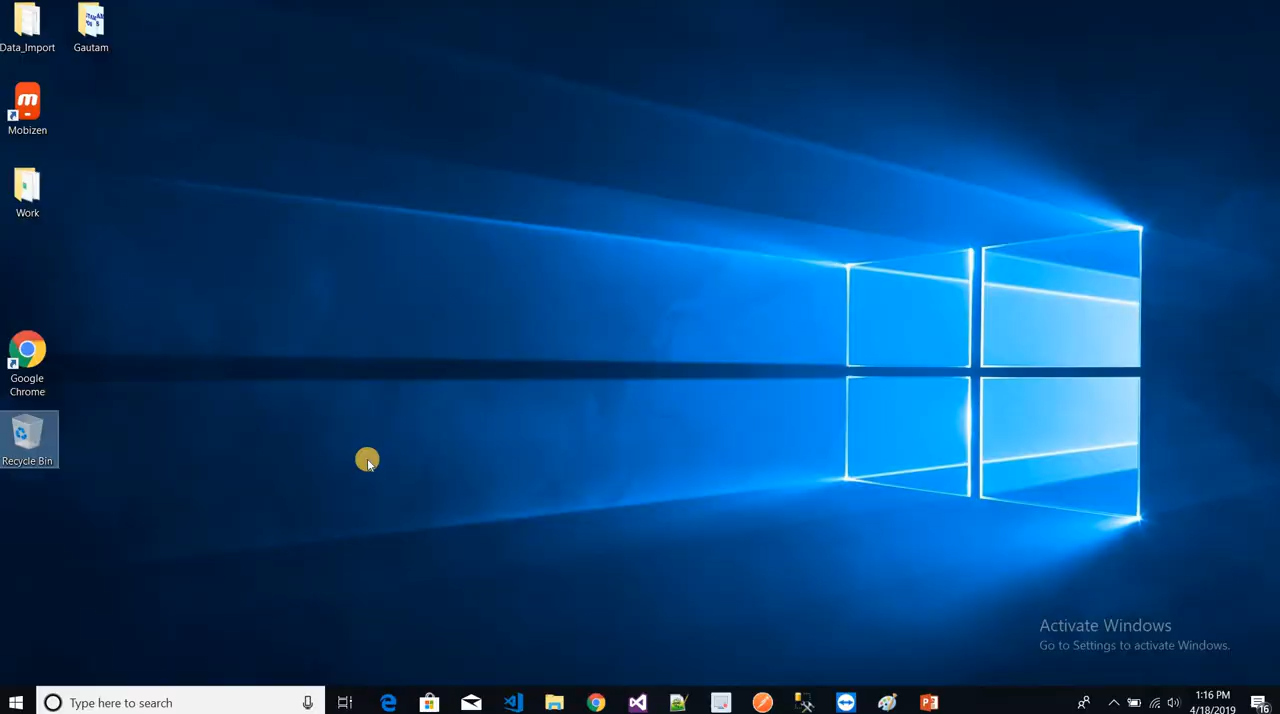 Data_Import
Gautam
Mobizen
Work
Google
Chrome
Recycle Bin
Activate Windows
Go to Settings to activate Windows.
Type here to search
1:16 PM
4/18/2019
16